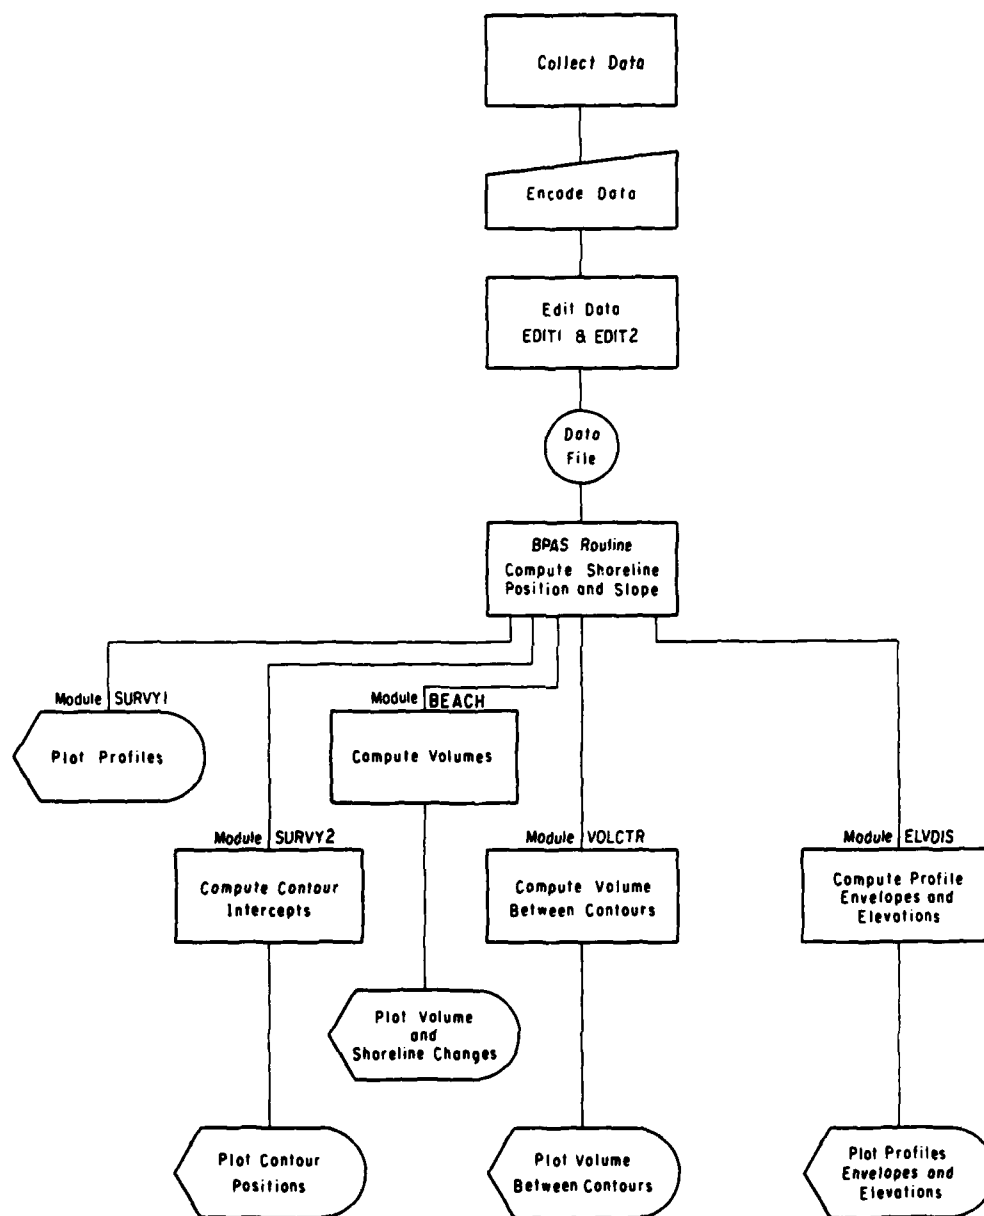 Collect Data
Encode Data
Edit Data
EDIT1 & EDIT2
Data
File
BPAS Routine
Compute Shoreline
Position and Slope
Module SURVY1
Plot Profiles
Module BEACH
Compute Volumes
Module SURVY2
Compute Contour
Intercepts
Module VOLCTR
Compute Volume
Between Contours
Module ELVDIS
Compute Profile
Envelopes and
Elevations
Plot Volume
and
Shoreline Changes
Plot Contour
Positions
Plot Volume
Between Contours
Plot Profiles
Envelopes and
Elevations